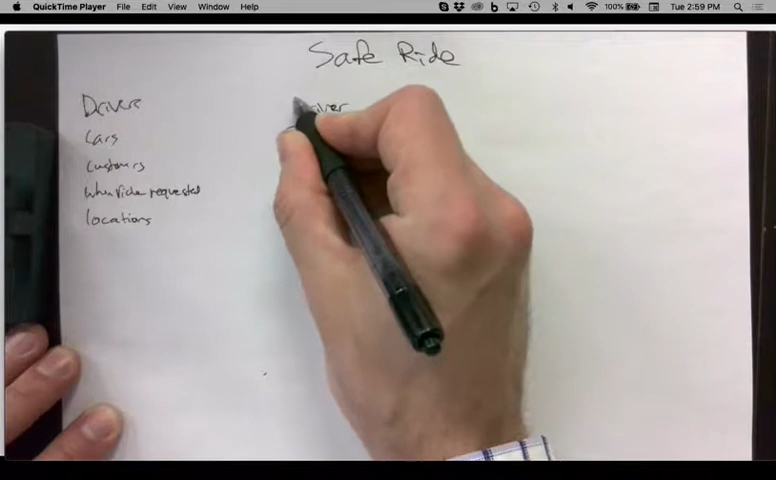 QuickTime Player File Edit View Window Help 100% Tue 2:59 PM
Safe Ride
Drivers
Cars
Customers
when ride requested
locations